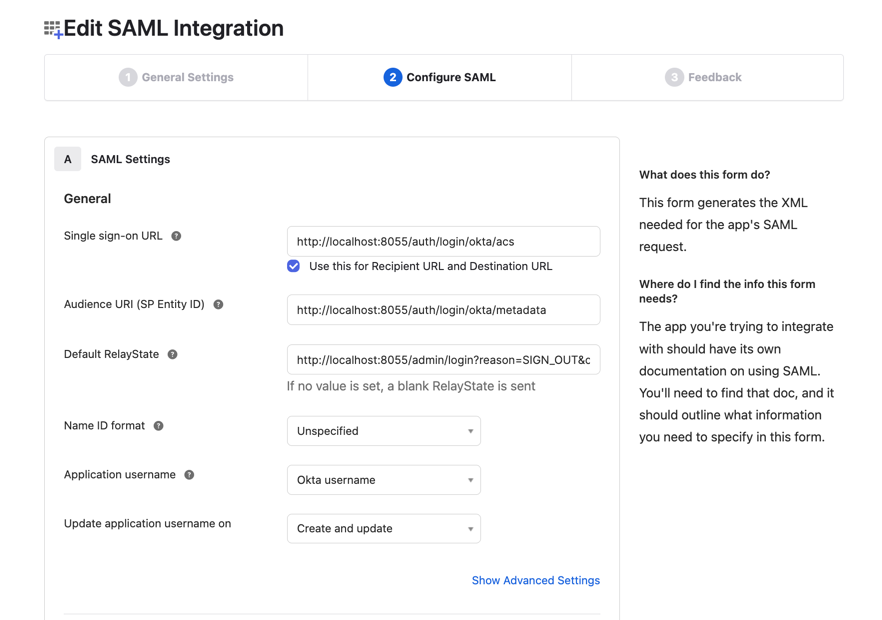 Edit SAML Integration
1 General Settings
2 Configure SAML
3 Feedback
A SAML Settings
General
Single sign-on URL ?
http://localhost:8055/auth/login/okta/acs
Use this for Recipient URL and Destination URL
Audience URI (SP Entity ID) ?
http://localhost:8055/auth/login/okta/metadata
Default RelayState ?
http://localhost:8055/admin/login?reason=SIGN_OUT&c
If no value is set, a blank RelayState is sent
Name ID format ?
Unspecified
Application username ?
Okta username
Update application username on
Create and update
Show Advanced Settings
What does this form do?
This form generates the XML
needed for the app's SAML
request.
Where do I find the info this form
needs?
The app you're trying to integrate
with should have its own
documentation on using SAML.
You'll need to find that doc, and it
should outline what information
you need to specify in this form.